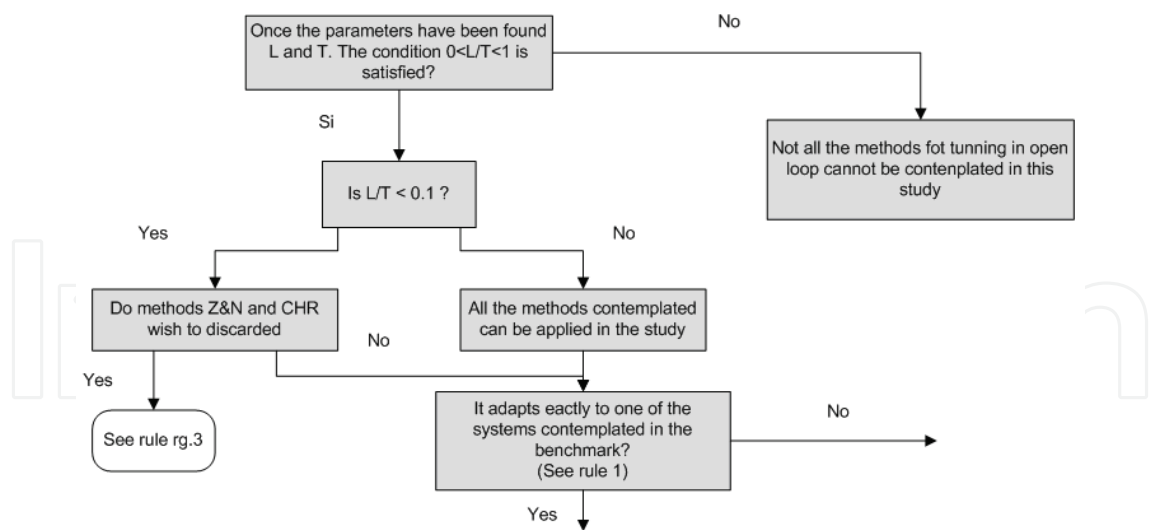 Once the parameters have been found
L and T. The condition 0<L/T<1 is
satisfied?
No
Si
Not all the methods fot tunning in open
loop cannot be contenplated in this
study
Is L/T < 0.1 ?
Yes
No
Do methods Z&N and CHR
wish to discarded
All the methods contemplated
can be applied in the study
No
Yes
See rule rg.3
It adapts eactly to one of the
systems contemplated in the
benchmark?
(See rule 1)
No
Yes